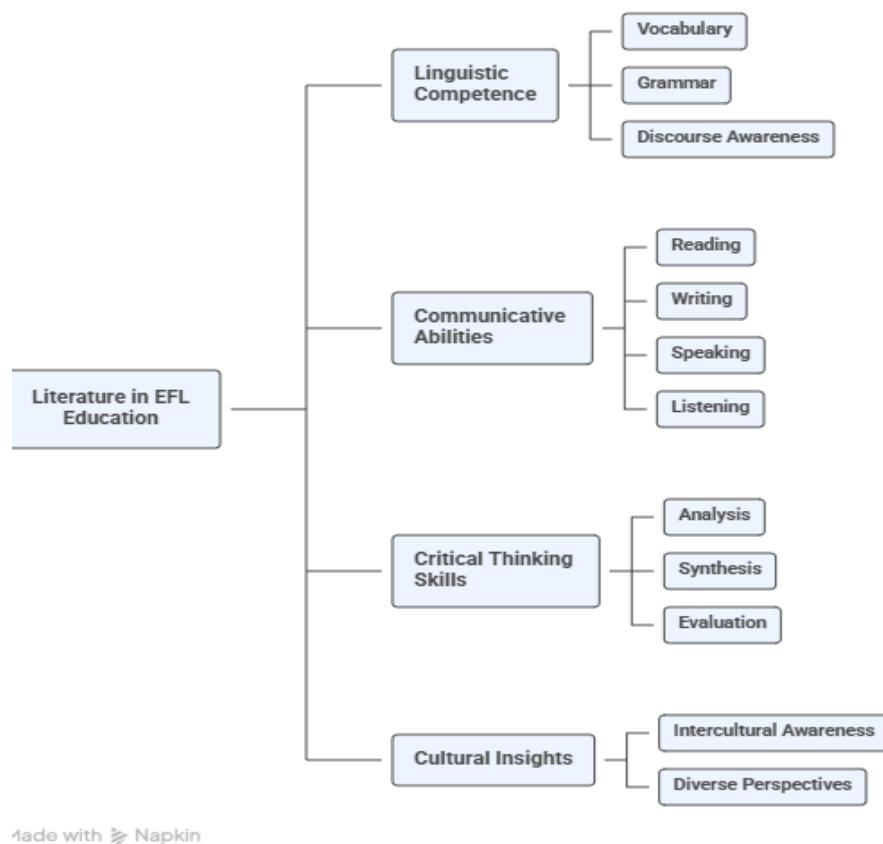 Vocabulary
Linguistic
Competence
Grammar
Discourse Awareness
Reading
Communicative
Abilities
Writing
Speaking
Listening
Literature in EFL
Education
Analysis
Critical Thinking
Skills
Synthesis
Evaluation
Intercultural Awareness
Cultural Insights
Diverse Perspectives
Made with Napkin